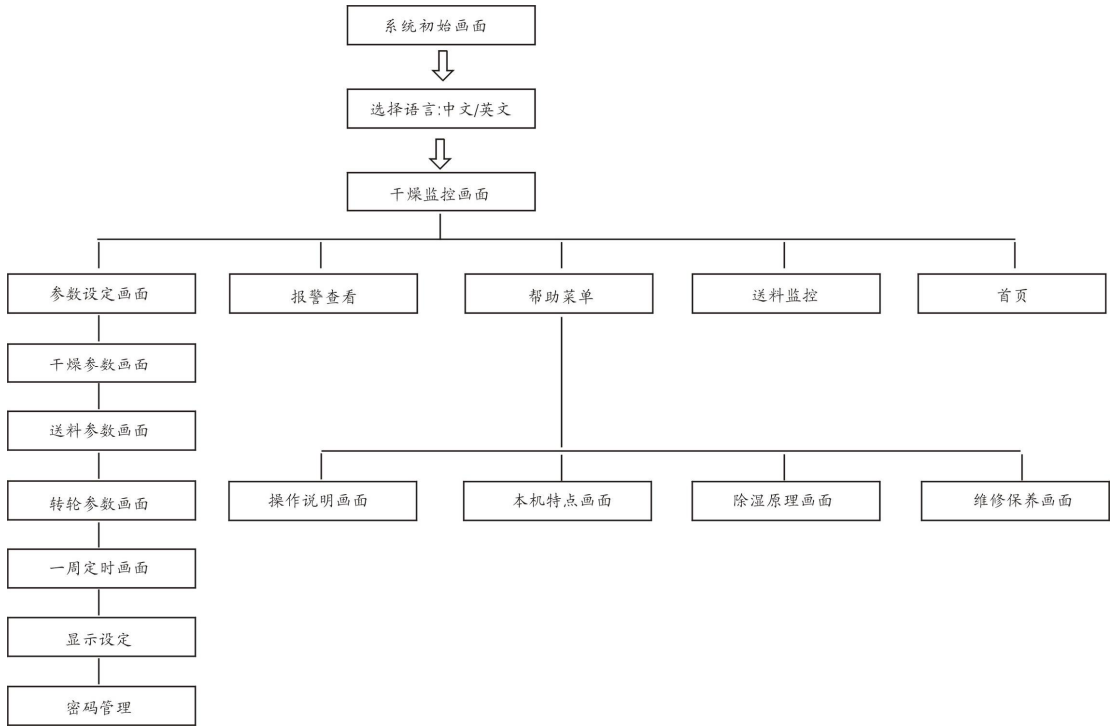 系统初始画面
选择语言:中文/英文
干燥监控画面
参数设定画面
报警查看
帮助菜单
送料监控
首页
干燥参数画面
送料参数画面
转轮参数画面
操作说明画面
本机特点画面
除湿原理画面
维修保养画面
一周定时画面
显示设定
密码管理